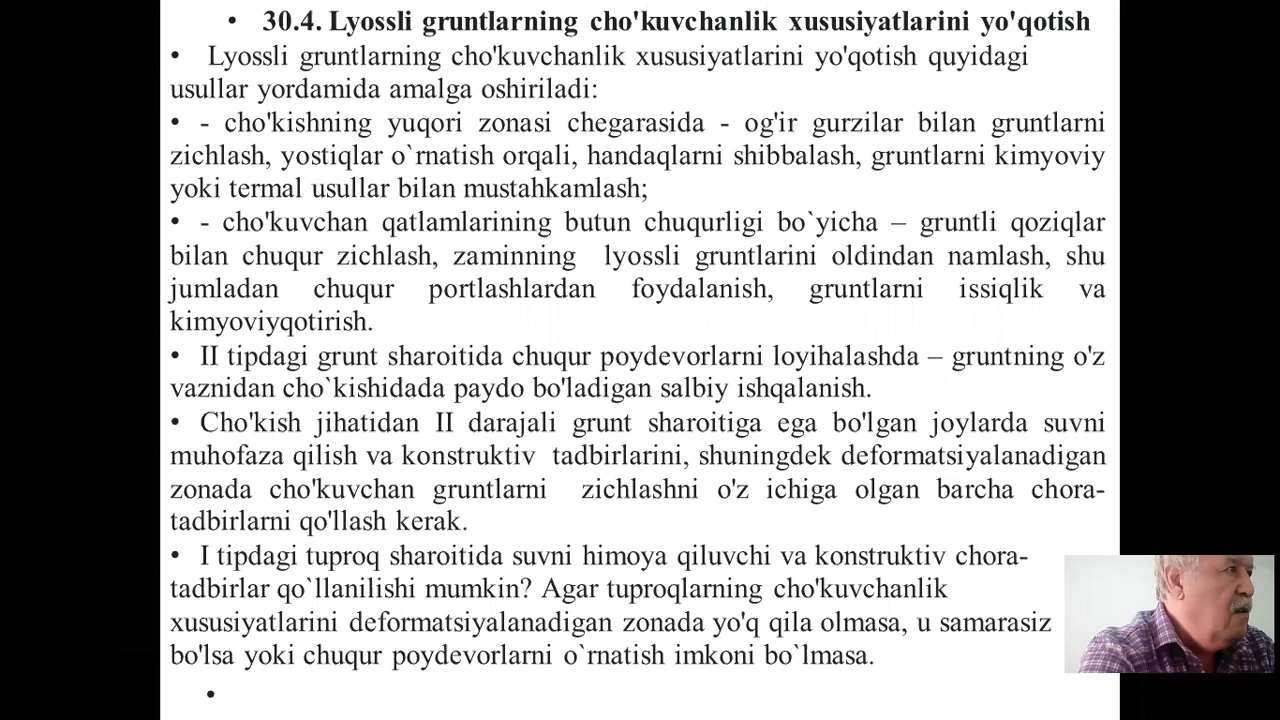 • 30.4. Lyossli gruntlarning cho'kuvchanlik xususiyatlarini yo'qotish
• Lyossli gruntlarning cho'kuvchanlik xususiyatlarini yo'qotish quyidagi
usullar yordamida amalga oshiriladi:
• - cho'kishning yuqori zonasi chegarasida - og'ir gurzilar bilan gruntlarni
zichlash, yostiqlar o`rnatish orqali, handaqlarni shibbalash, gruntlarni kimyoviy
yoki termal usullar bilan mustahkamlash;
• - cho'kuvchan qatlamlarining butun chuqurligi bo`yicha – gruntli qoziqlar
bilan chuqur zichlash, zaminning lyossli gruntlarini oldindan namlash, shu
jumladan chuqur portlashlardan foydalanish, gruntlarni issiqlik va
kimyoviyqotirish.
• II tipdagi grunt sharoitida chuqur poydevorlarni loyihalashda – gruntning o'z
vaznidan cho`kishidada paydo bo'ladigan salbiy ishqalanish.
• Cho'kish jihatidan II darajali grunt sharoitiga ega bo'lgan joylarda suvni
muhofaza qilish va konstruktiv tadbirlarini, shuningdek deformatsiyalanadigan
zonada cho'kuvchan gruntlarni zichlashni o'z ichiga olgan barcha chora-
tadbirlarni qo'llash kerak.
• I tipdagi tuproq sharoitida suvni himoya qiluvchi va konstruktiv chora-
tadbirlar qo`llanilishi mumkin? Agar tuproqlarning cho'kuvchanlik
xususiyatlarini deformatsiyalanadigan zonada yo'q qila olmasa, u samarasiz
bo'lsa yoki chuqur poydevorlarni o`rnatish imkoni bo`lmasa.
•